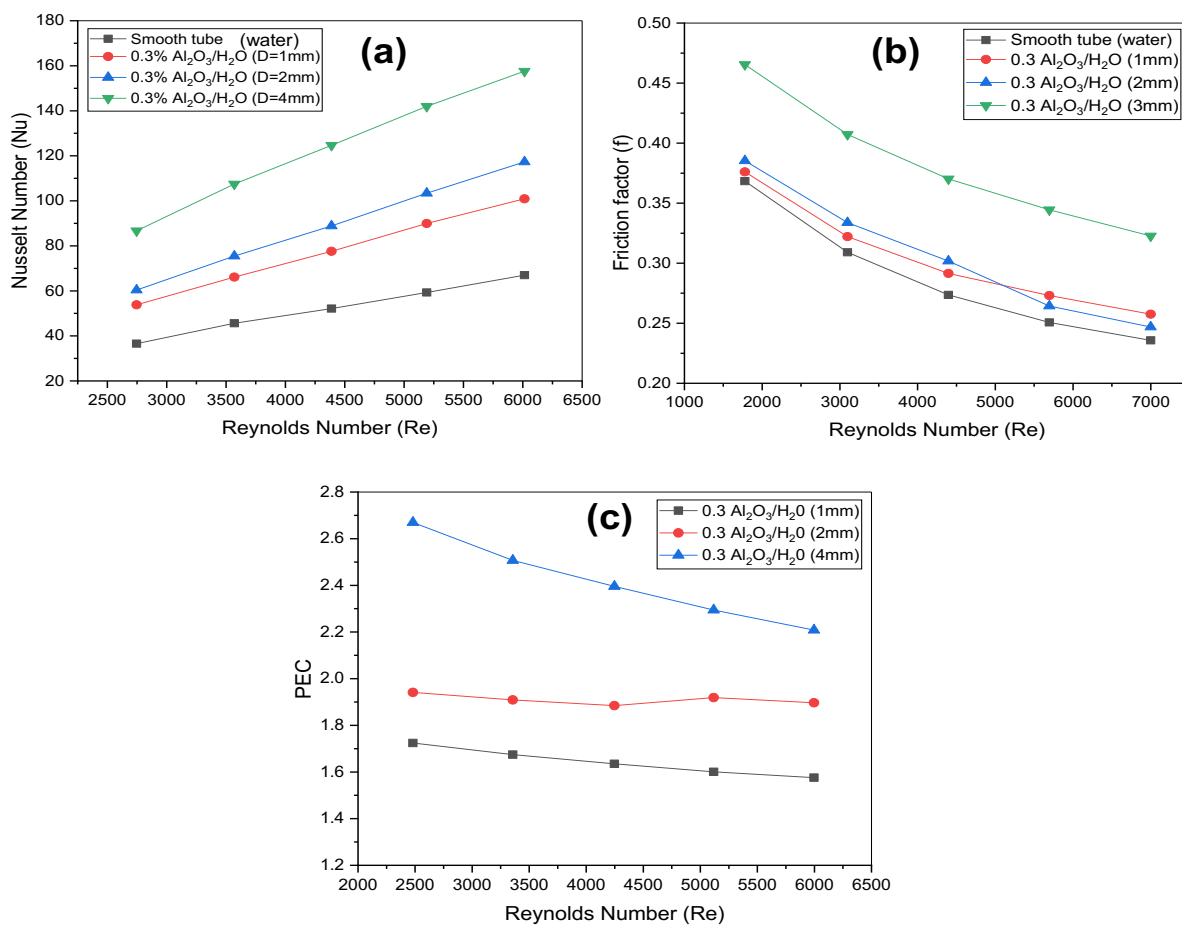 (a)
Smooth tube (water)
0.3% Al₂O₃/H₂O (D=1mm)
0.3% Al₂O₃/H₂O (D=2mm)
0.3% Al₂O₃/H₂O (D=4mm)
Nusselt Number (Nu)
180
160
140
120
100
80
60
40
20
2500 3000 3500 4000 4500 5000 5500 6000 6500
Reynolds Number (Re)
(b)
Smooth tube (water)
0.3 Al₂O₃/H₂O (1mm)
0.3 Al₂O₃/H₂O (2mm)
0.3 Al₂O₃/H₂O (3mm)
Friction factor (f)
0.50
0.45
0.40
0.35
0.30
0.25
0.20
1000 2000 3000 4000 5000 6000 7000
Reynolds Number (Re)
(c)
0.3 Al₂O₃/H₂0 (1mm)
0.3 Al₂O₃/H₂0 (2mm)
0.3 Al₂O₃/H₂0 (4mm)
PEC
2.8
2.6
2.4
2.2
2.0
1.8
1.6
1.4
1.2
2000 2500 3000 3500 4000 4500 5000 5500 6000 6500
Reynolds Number (Re)